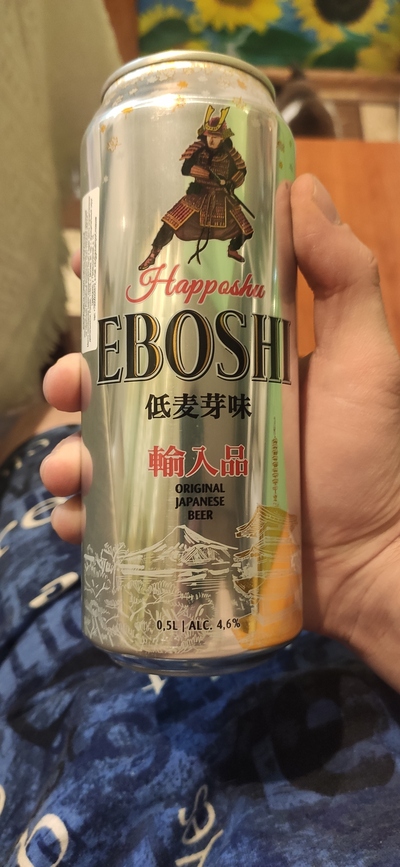 Happoshu
EBOSHI
低麦芽味
輸入品
ORIGINAL
JAPANESE
BEER
0,5L | ALC. 4,6%